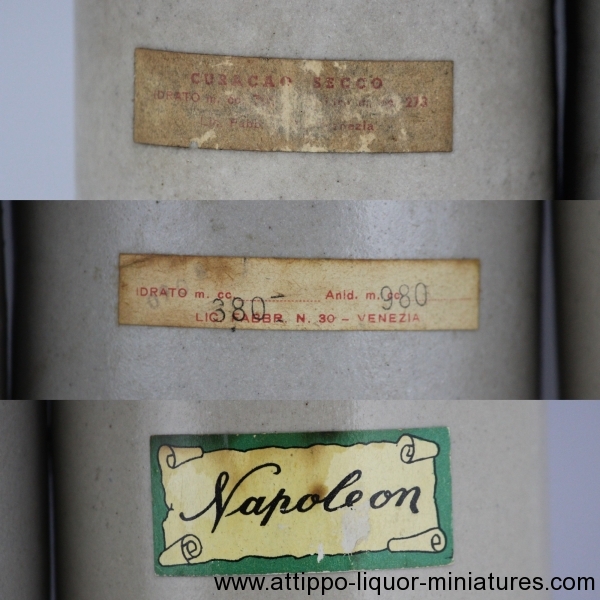 CURACAO SECCO
IDRATO m. cc. 273
Lic. Fabbr. Venezia
IDRATO m. cc. 380 Anid. m. cc. 980
LIC. FABBR. N. 30 - VENEZIA
Napoleon
www.attippo-liquor-miniatures.com